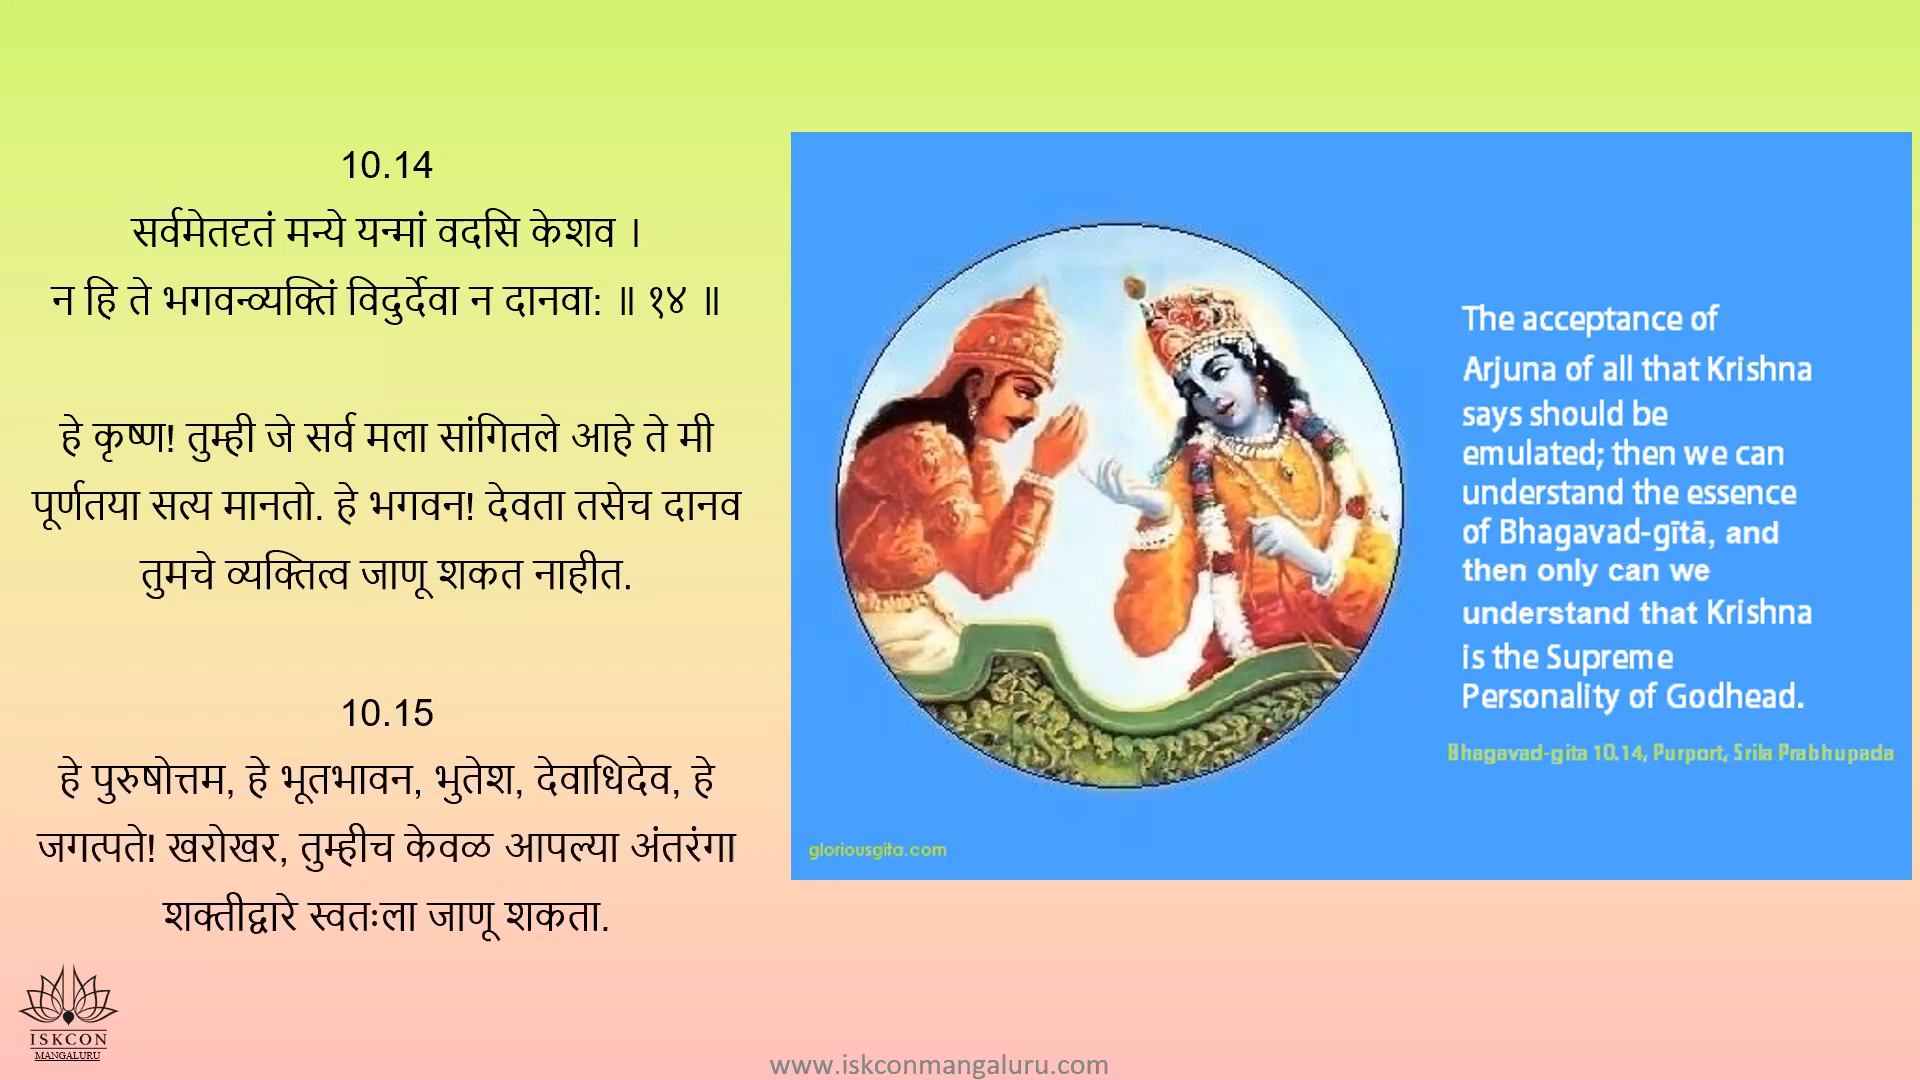 10.14
सर्वमेतदृतं मन्ये यन्मां वदसि केशव ।
न हि ते भगवन्व्यक्तिं विदुर्देवा न दानवाः ॥ १४ ॥
हे कृष्ण! तुम्ही जे सर्व मला सांगितले आहे ते मी
पूर्णतया सत्य मानतो. हे भगवन! देवता तसेच दानव
तुमचे व्यक्तित्व जाणू शकत नाहीत.
10.15
हे पुरुषोत्तम, हे भूतभावन, भुतेश, देवाधिदेव, हे
जगत्पते! खरोखर, तुम्हीच केवळ आपल्या अंतरंगा
शक्तीद्वारे स्वतःला जाणू शकता.
The acceptance of
Arjuna of all that Krishna
says should be
emulated; then we can
understand the essence
of Bhagavad-gītā, and
then only can we
understand that Krishna
is the Supreme
Personality of Godhead.
Bhagavad-gita 10.14, Purport, Srila Prabhupada
gloriousgita.com
ISKCON
MANGALURU
www.iskconmangaluru.com